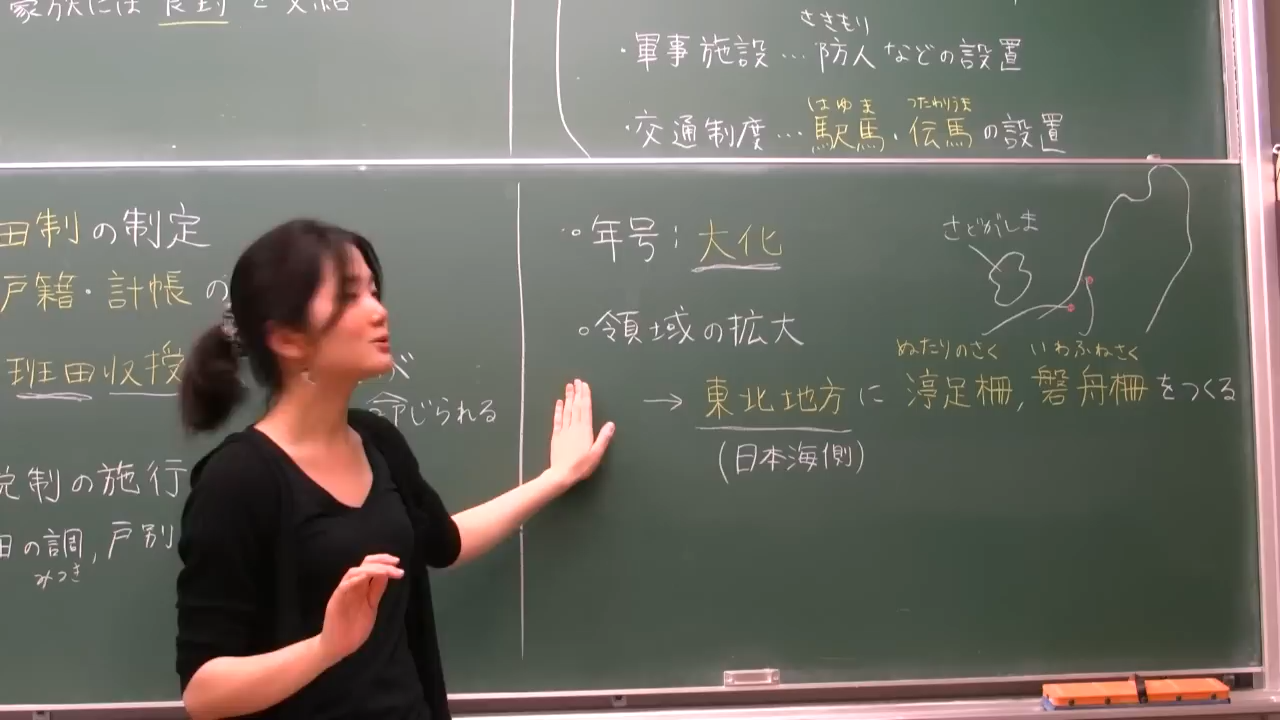 家族には食封を支給
さきもり
・軍事施設…防人などの設置
はゆま つたわりうま
・交通制度…駅馬・伝馬の設置
田制の制定
戸籍・計帳の
班田収授
命じられる
制の施行
田の調,戸別
みつき
○年号:大化
○領域の拡大
さどがしま
ぬたりのさく いわふねさく
→東北地方に 渟足柵,磐舟柵をつくる
(日本海側)